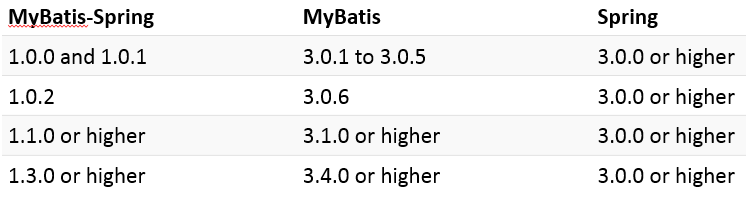 MyBatis-Spring MyBatis Spring
1.0.0 and 1.0.1 3.0.1 to 3.0.5 3.0.0 or higher
1.0.2 3.0.6 3.0.0 or higher
1.1.0 or higher 3.1.0 or higher 3.0.0 or higher
1.3.0 or higher 3.4.0 or higher 3.0.0 or higher